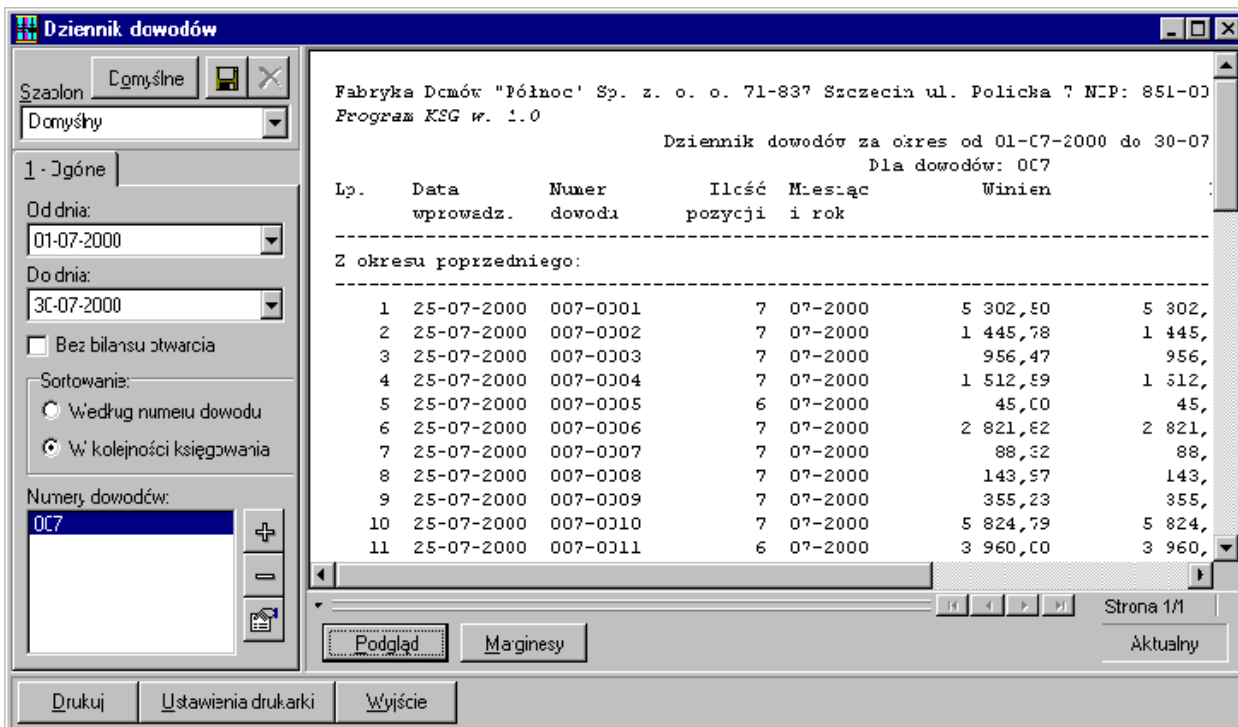 Dziennik dowodów
Szablon
Domyślne
Domyślny
1 - Ogólne
Od dnia:
01-07-2000
Do dnia:
30-07-2000
Bez bilansu otwarcia
Sortowanie:
Według numeru dowodu
W kolejności księgowania
Numery dowodów:
007
Fabryka Domów "Północ" Sp. z. o. o. 71-837 Szczecin ul. Policka 7 NIP: 851-00
Program KSG w. 1.0
Dziennik dowodów za okres od 01-07-2000 do 30-07
Dla dowodów: 007
Lp. Data Numer Ilość Miesiąc Winien
wprowadz. dowodu pozycji i rok
Z okresu poprzedniego:
1 25-07-2000 007-0001 7 07-2000 5 302,50 5 302,
2 25-07-2000 007-0002 7 07-2000 1 445,78 1 445,
3 25-07-2000 007-0003 7 07-2000 956,47 956,
4 25-07-2000 007-0004 7 07-2000 1 512,59 1 512,
5 25-07-2000 007-0005 6 07-2000 45,00 45,
6 25-07-2000 007-0006 7 07-2000 2 821,82 2 821,
7 25-07-2000 007-0007 7 07-2000 88,32 88,
8 25-07-2000 007-0008 7 07-2000 143,97 143,
9 25-07-2000 007-0009 7 07-2000 355,23 355,
10 25-07-2000 007-0010 7 07-2000 5 824,79 5 824,
11 25-07-2000 007-0011 6 07-2000 3 960,00 3 960,
Strona 1/1
Podgląd
Marginesy
Aktualny
Drukuj
Ustawienia drukarki
Wyjście